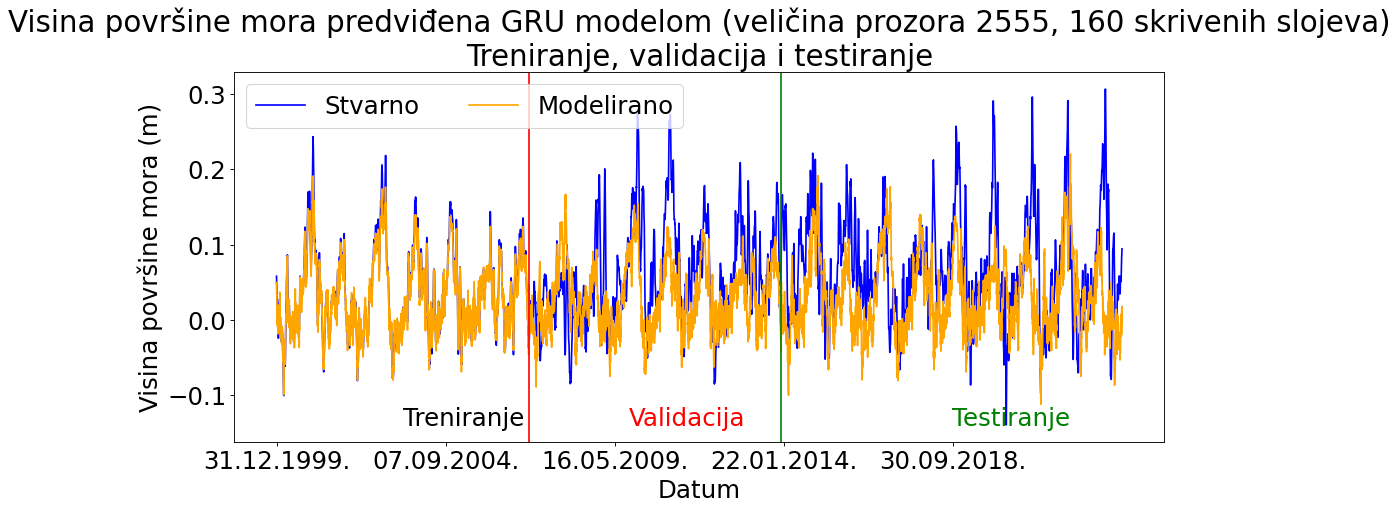 Visina površine mora predviđena GRU modelom (veličina prozora 2555, 160 skrivenih slojeva)
Treniranje, validacija i testiranje
Stvarno
Modelirano
Visina površine mora (m)
0.3
0.2
0.1
0.0
−0.1
Treniranje
Validacija
Testiranje
31.12.1999.
07.09.2004.
16.05.2009.
22.01.2014.
30.09.2018.
Datum